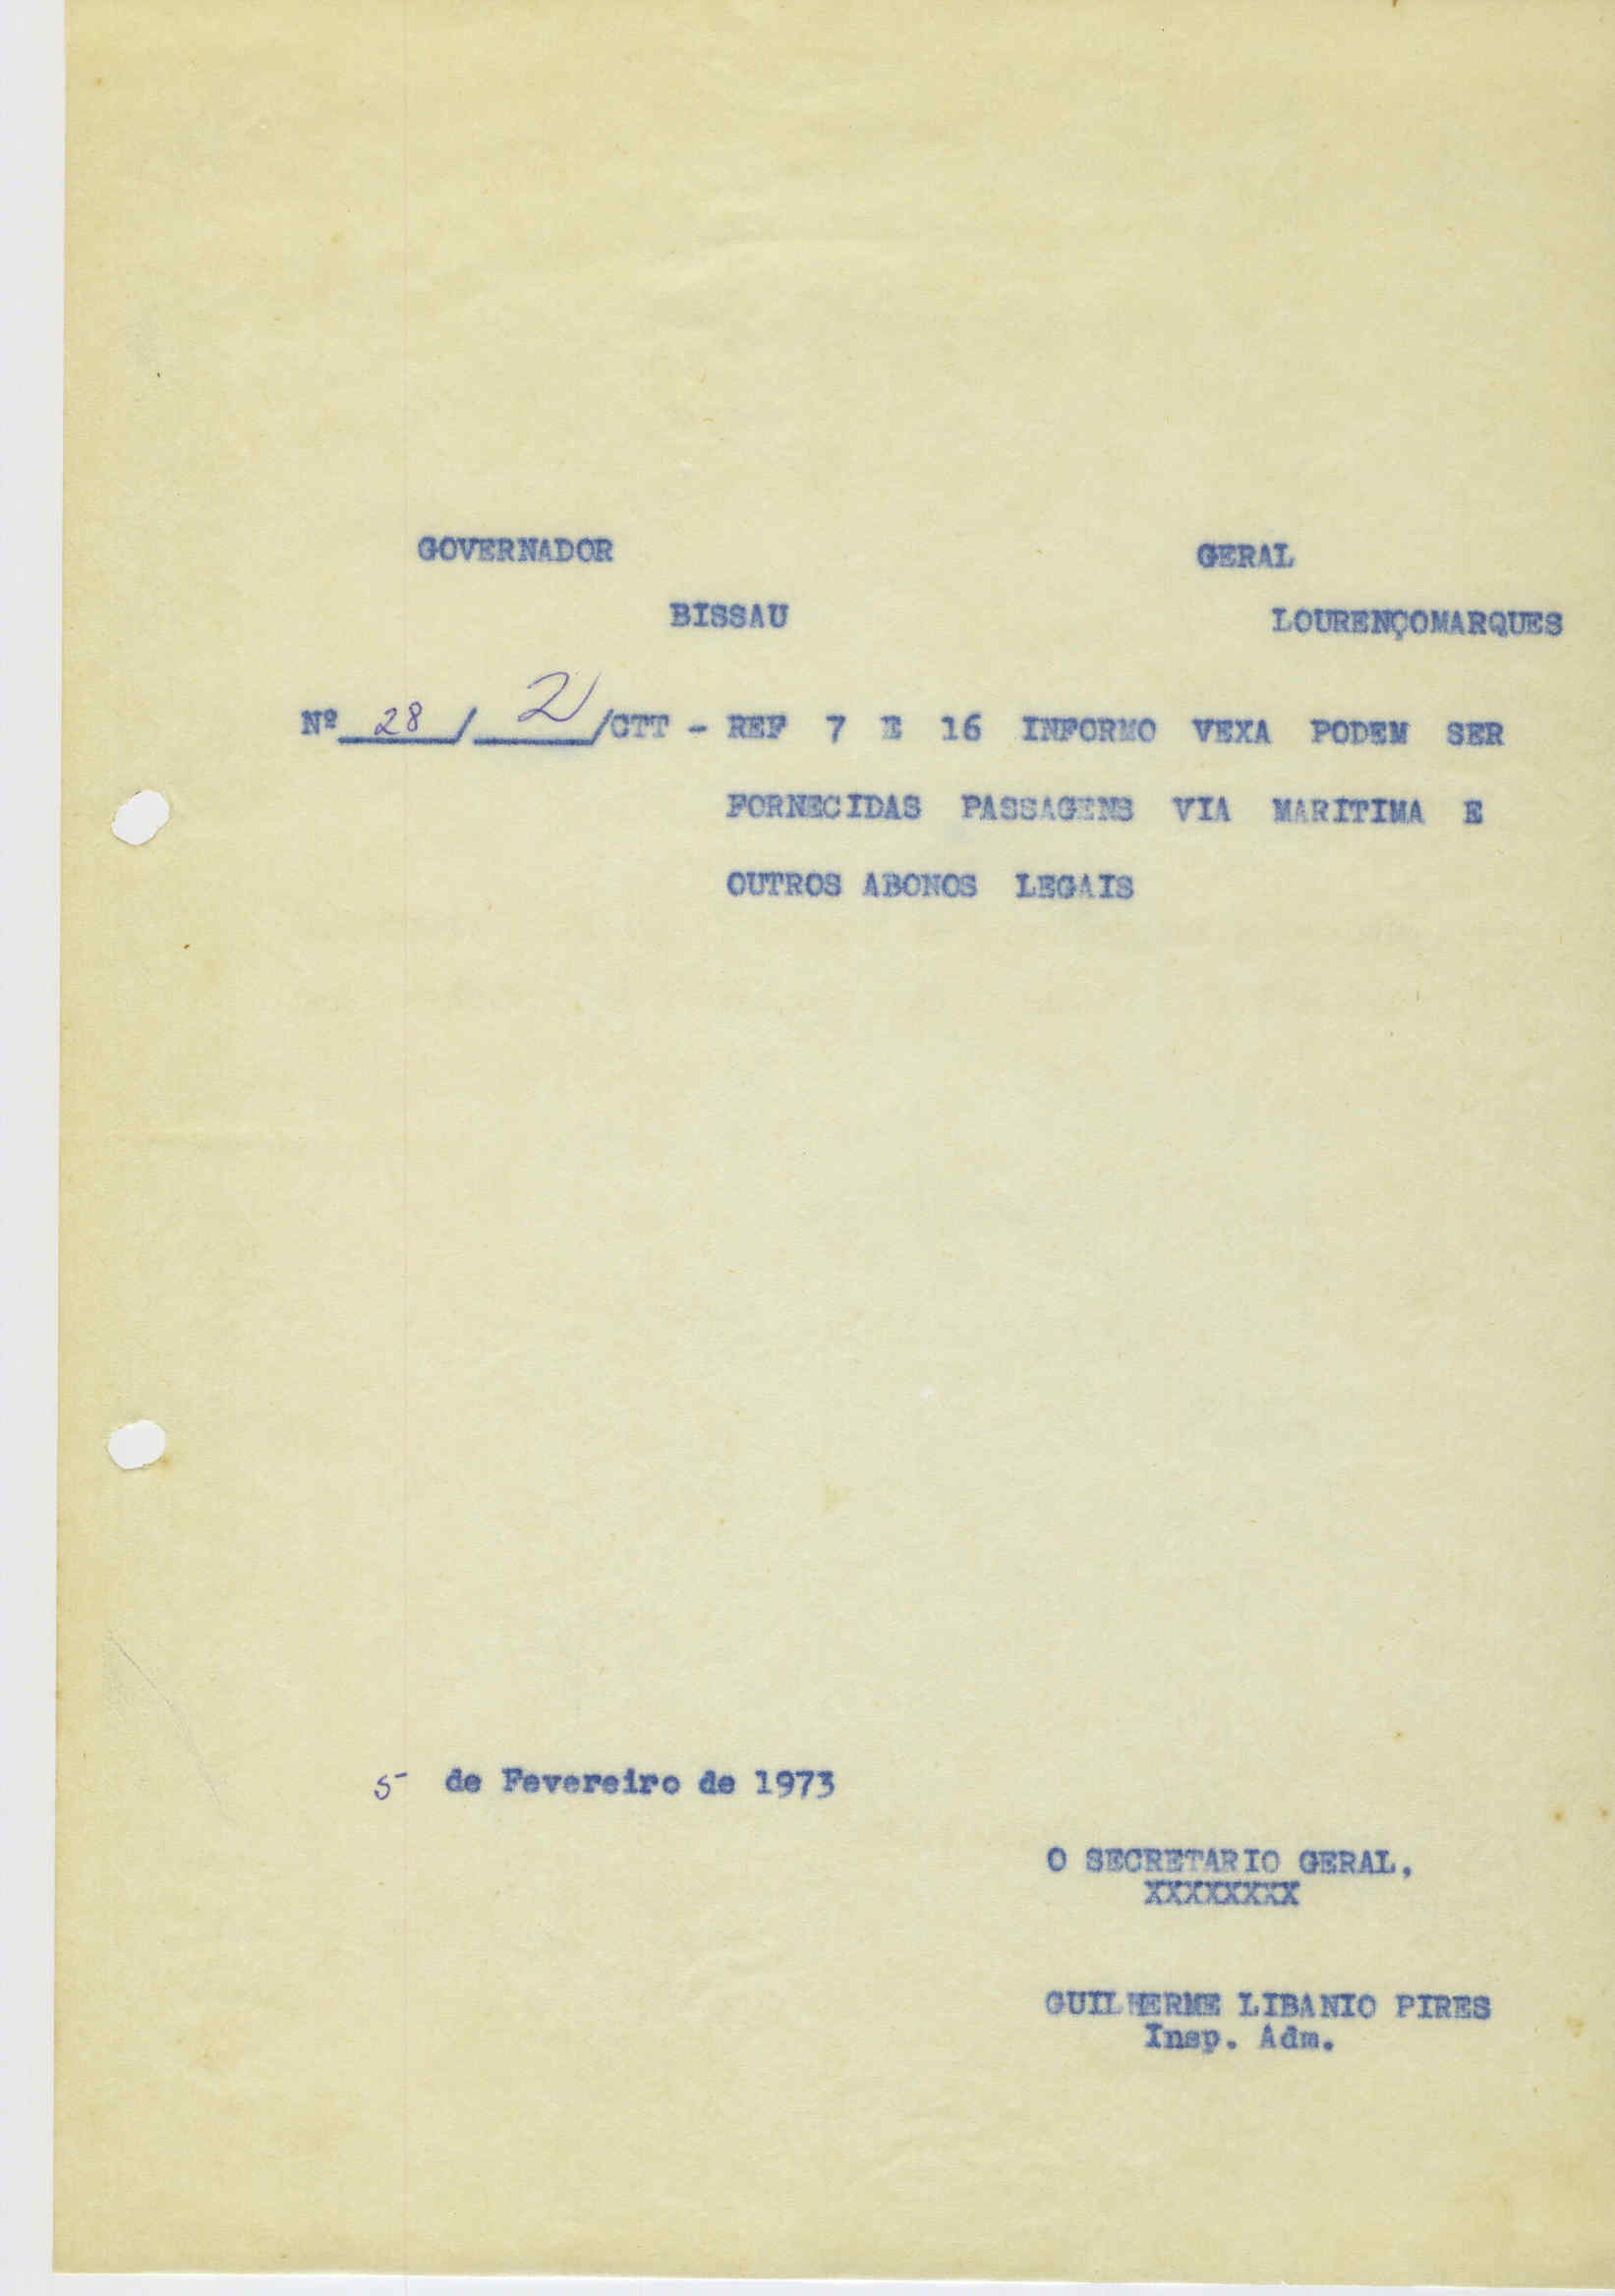 GOVERNADOR GERAL
BISSAU LOURENÇOMARQUES
Nº 28 / 2 /CTT - REF 7 E 16 INFORMO VEXA PODEM SER
FORNECIDAS PASSAGENS VIA MARITIMA E
OUTROS ABONOS LEGAIS
5 de Fevereiro de 1973
O SECRETARIO GERAL,
XXXXXXXX
GUILHERME LIBANIO PIRES
Insp. Adm.